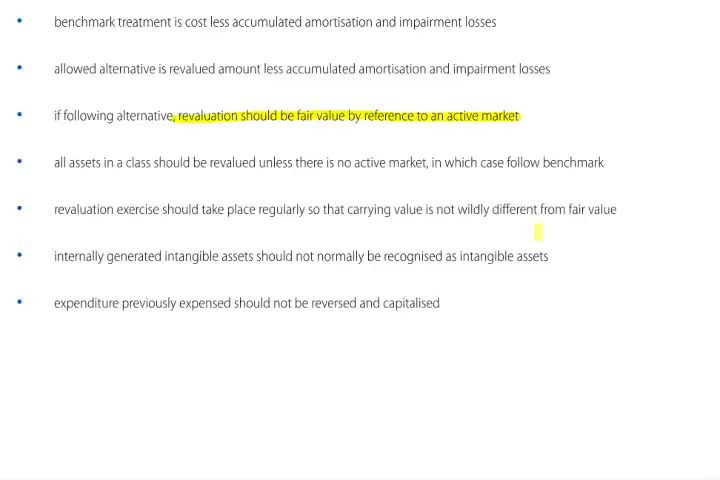 • benchmark treatment is cost less accumulated amortisation and impairment losses
• allowed alternative is revalued amount less accumulated amortisation and impairment losses
• if following alternative, revaluation should be fair value by reference to an active market
• all assets in a class should be revalued unless there is no active market, in which case follow benchmark
• revaluation exercise should take place regularly so that carrying value is not wildly different from fair value
• internally generated intangible assets should not normally be recognised as intangible assets
• expenditure previously expensed should not be reversed and capitalised